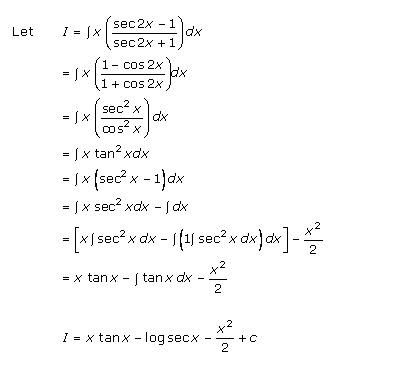 Let I = ∫ x ( (sec 2x − 1) / (sec 2x + 1) ) dx
= ∫ x ( (1 − cos 2x) / (1 + cos 2x) ) dx
= ∫ x ( sec² x / cos² x ) dx
= ∫ x tan² xdx
= ∫ x (sec² x − 1) dx
= ∫ x sec² xdx − ∫ dx
= [ x ∫ sec² x dx − ∫ (1∫ sec² x dx) dx ] − x²/2
= x tan x − ∫ tan x dx − x²/2
I = x tan x − log sec x − x²/2 + c